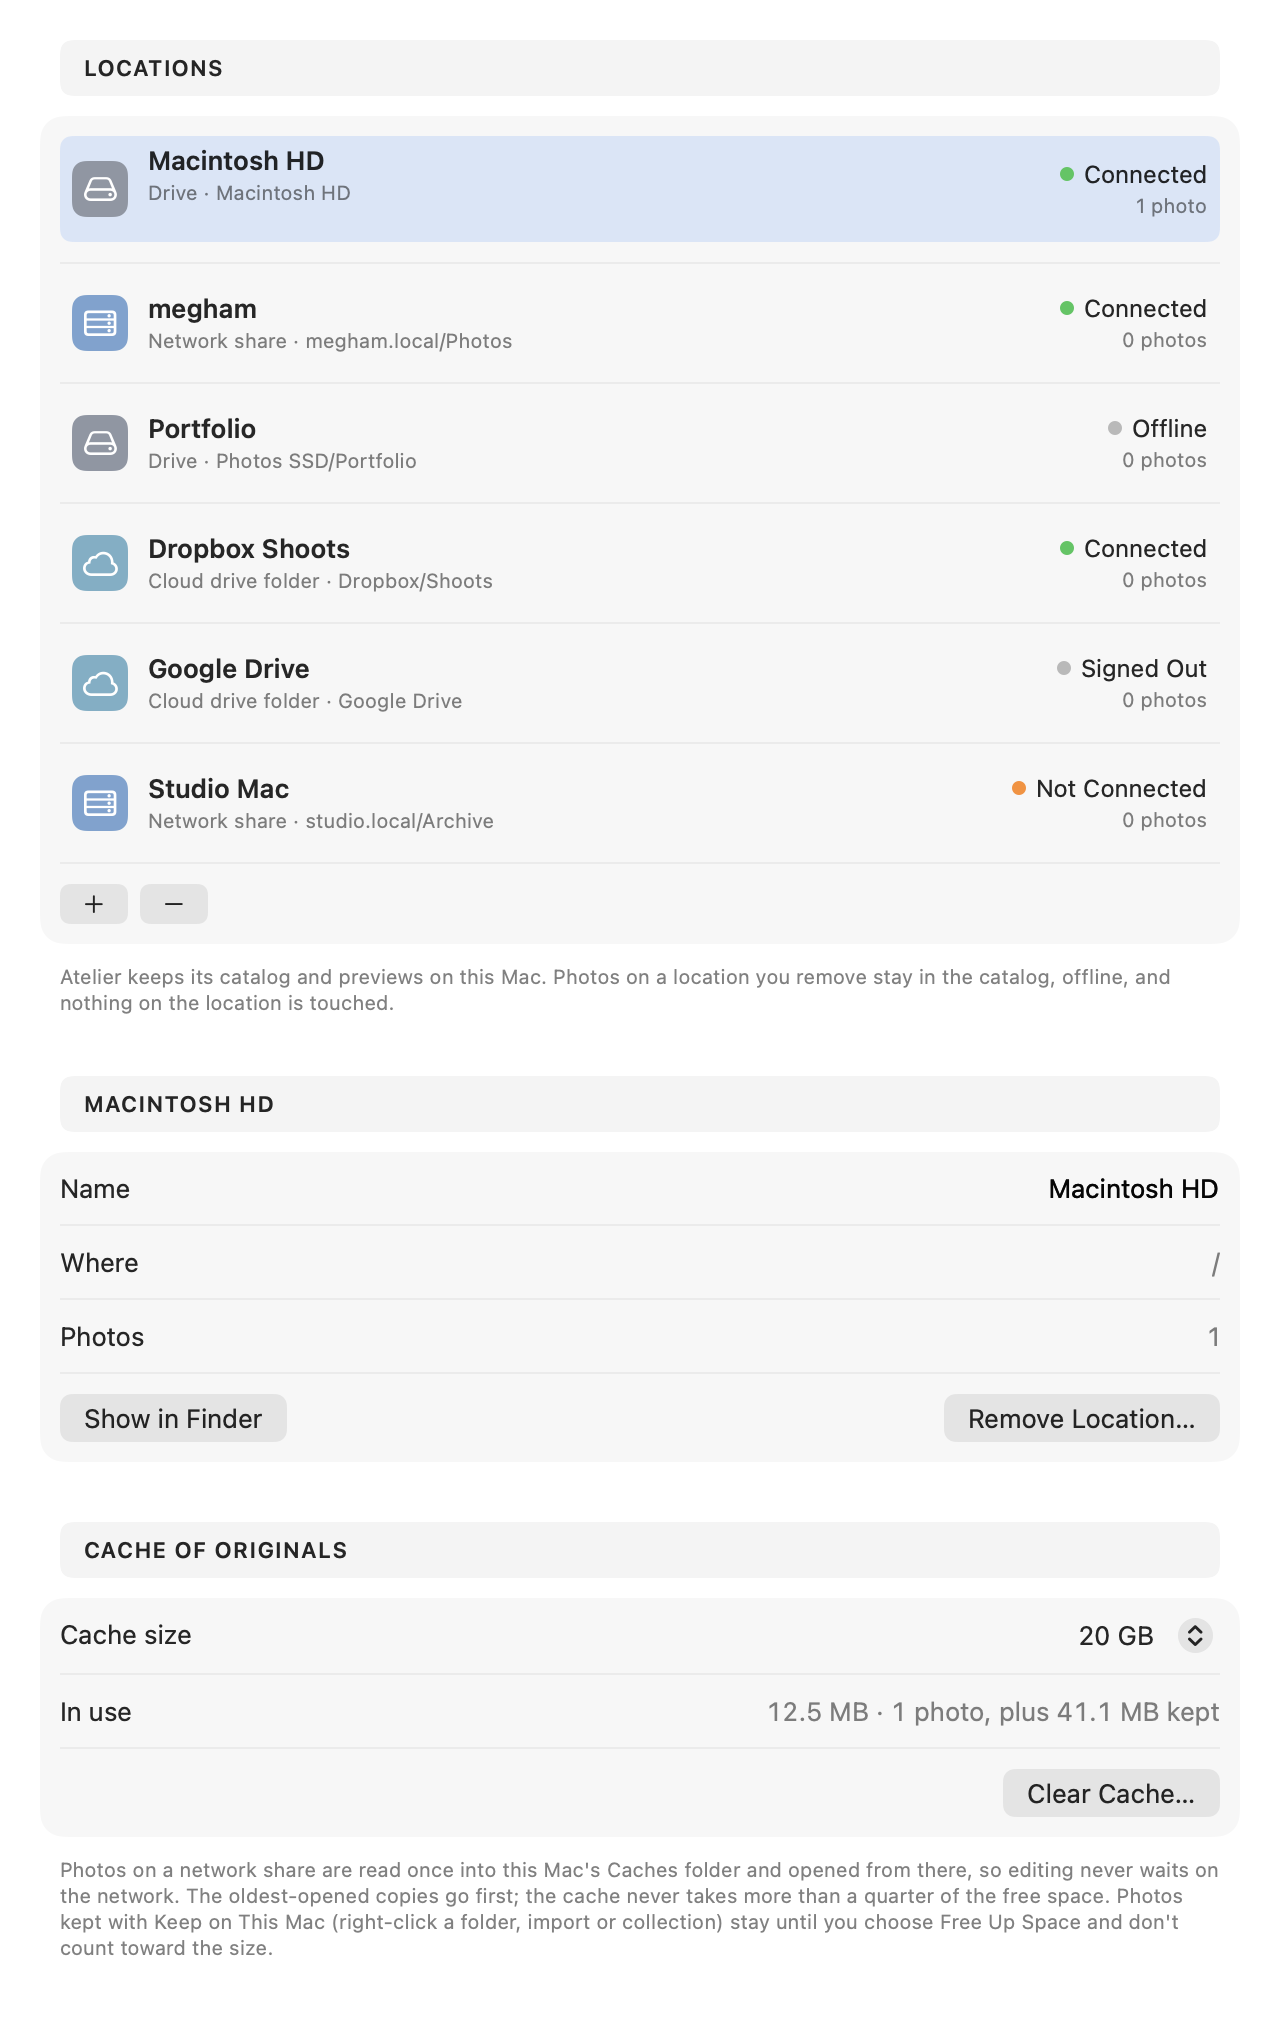 LOCATIONS
Macintosh HD
Drive · Macintosh HD
Connected
1 photo
megham
Network share · megham.local/Photos
Connected
0 photos
Portfolio
Drive · Photos SSD/Portfolio
Offline
0 photos
Dropbox Shoots
Cloud drive folder · Dropbox/Shoots
Connected
0 photos
Google Drive
Cloud drive folder · Google Drive
Signed Out
0 photos
Studio Mac
Network share · studio.local/Archive
Not Connected
0 photos
+ −
Atelier keeps its catalog and previews on this Mac. Photos on a location you remove stay in the catalog, offline, and
nothing on the location is touched.
MACINTOSH HD
Name Macintosh HD
Where /
Photos 1
Show in Finder Remove Location...
CACHE OF ORIGINALS
Cache size 20 GB
In use 12.5 MB · 1 photo, plus 41.1 MB kept
Clear Cache...
Photos on a network share are read once into this Mac's Caches folder and opened from there, so editing never waits on
the network. The oldest-opened copies go first; the cache never takes more than a quarter of the free space. Photos
kept with Keep on This Mac (right-click a folder, import or collection) stay until you choose Free Up Space and don't
count toward the size.